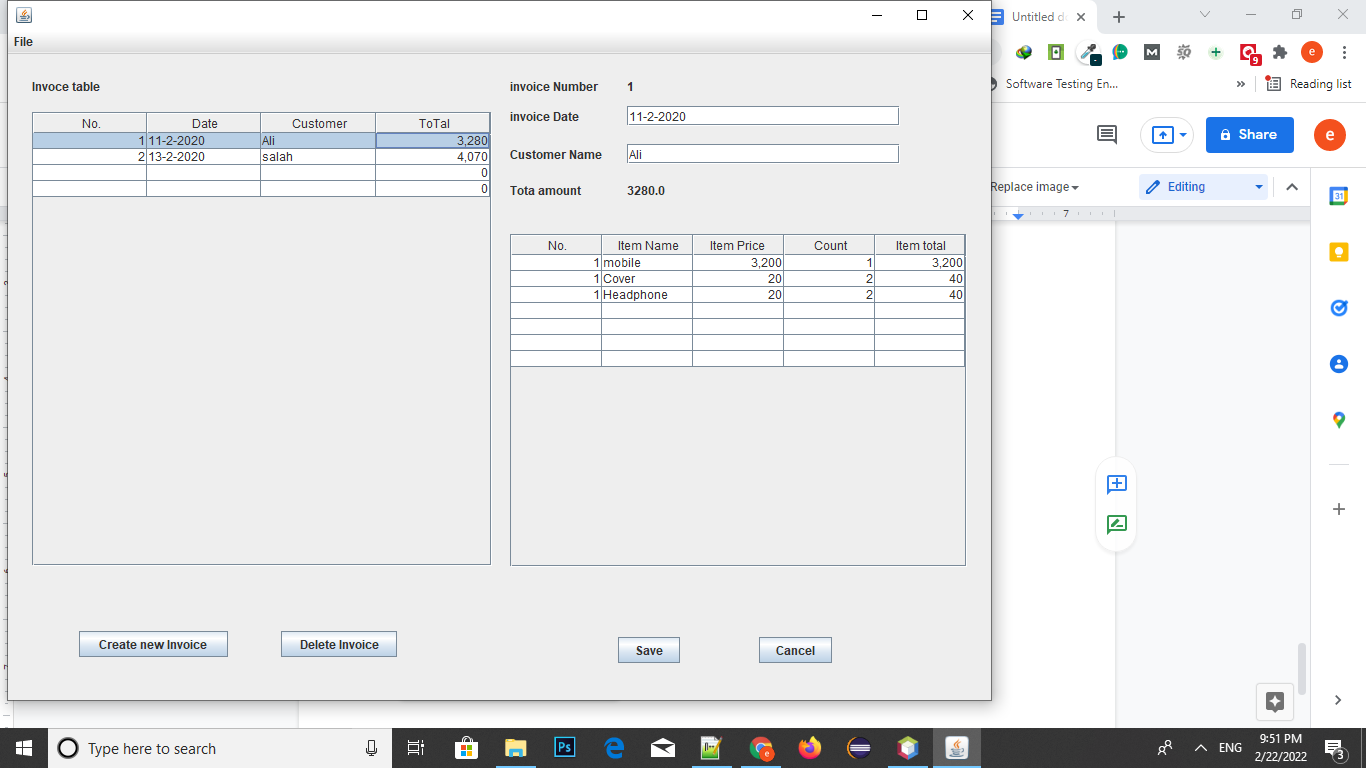 File
Invoce table
No. Date Customer ToTal
1 11-2-2020 Ali 3,280
2 13-2-2020 salah 4,070
0
0
Create new Invoice
Delete Invoice
invoice Number 1
invoice Date 11-2-2020
Customer Name Ali
Tota amount 3280.0
No. Item Name Item Price Count Item total
1 mobile 3,200 1 3,200
1 Cover 20 2 40
1 Headphone 20 2 40
Save
Cancel
Untitled d
e
9
Software Testing En...
» Reading list
Share
e
Replace image
Editing
7
31
Type here to search
Ps
ENG
9:51 PM
2/22/2022
3